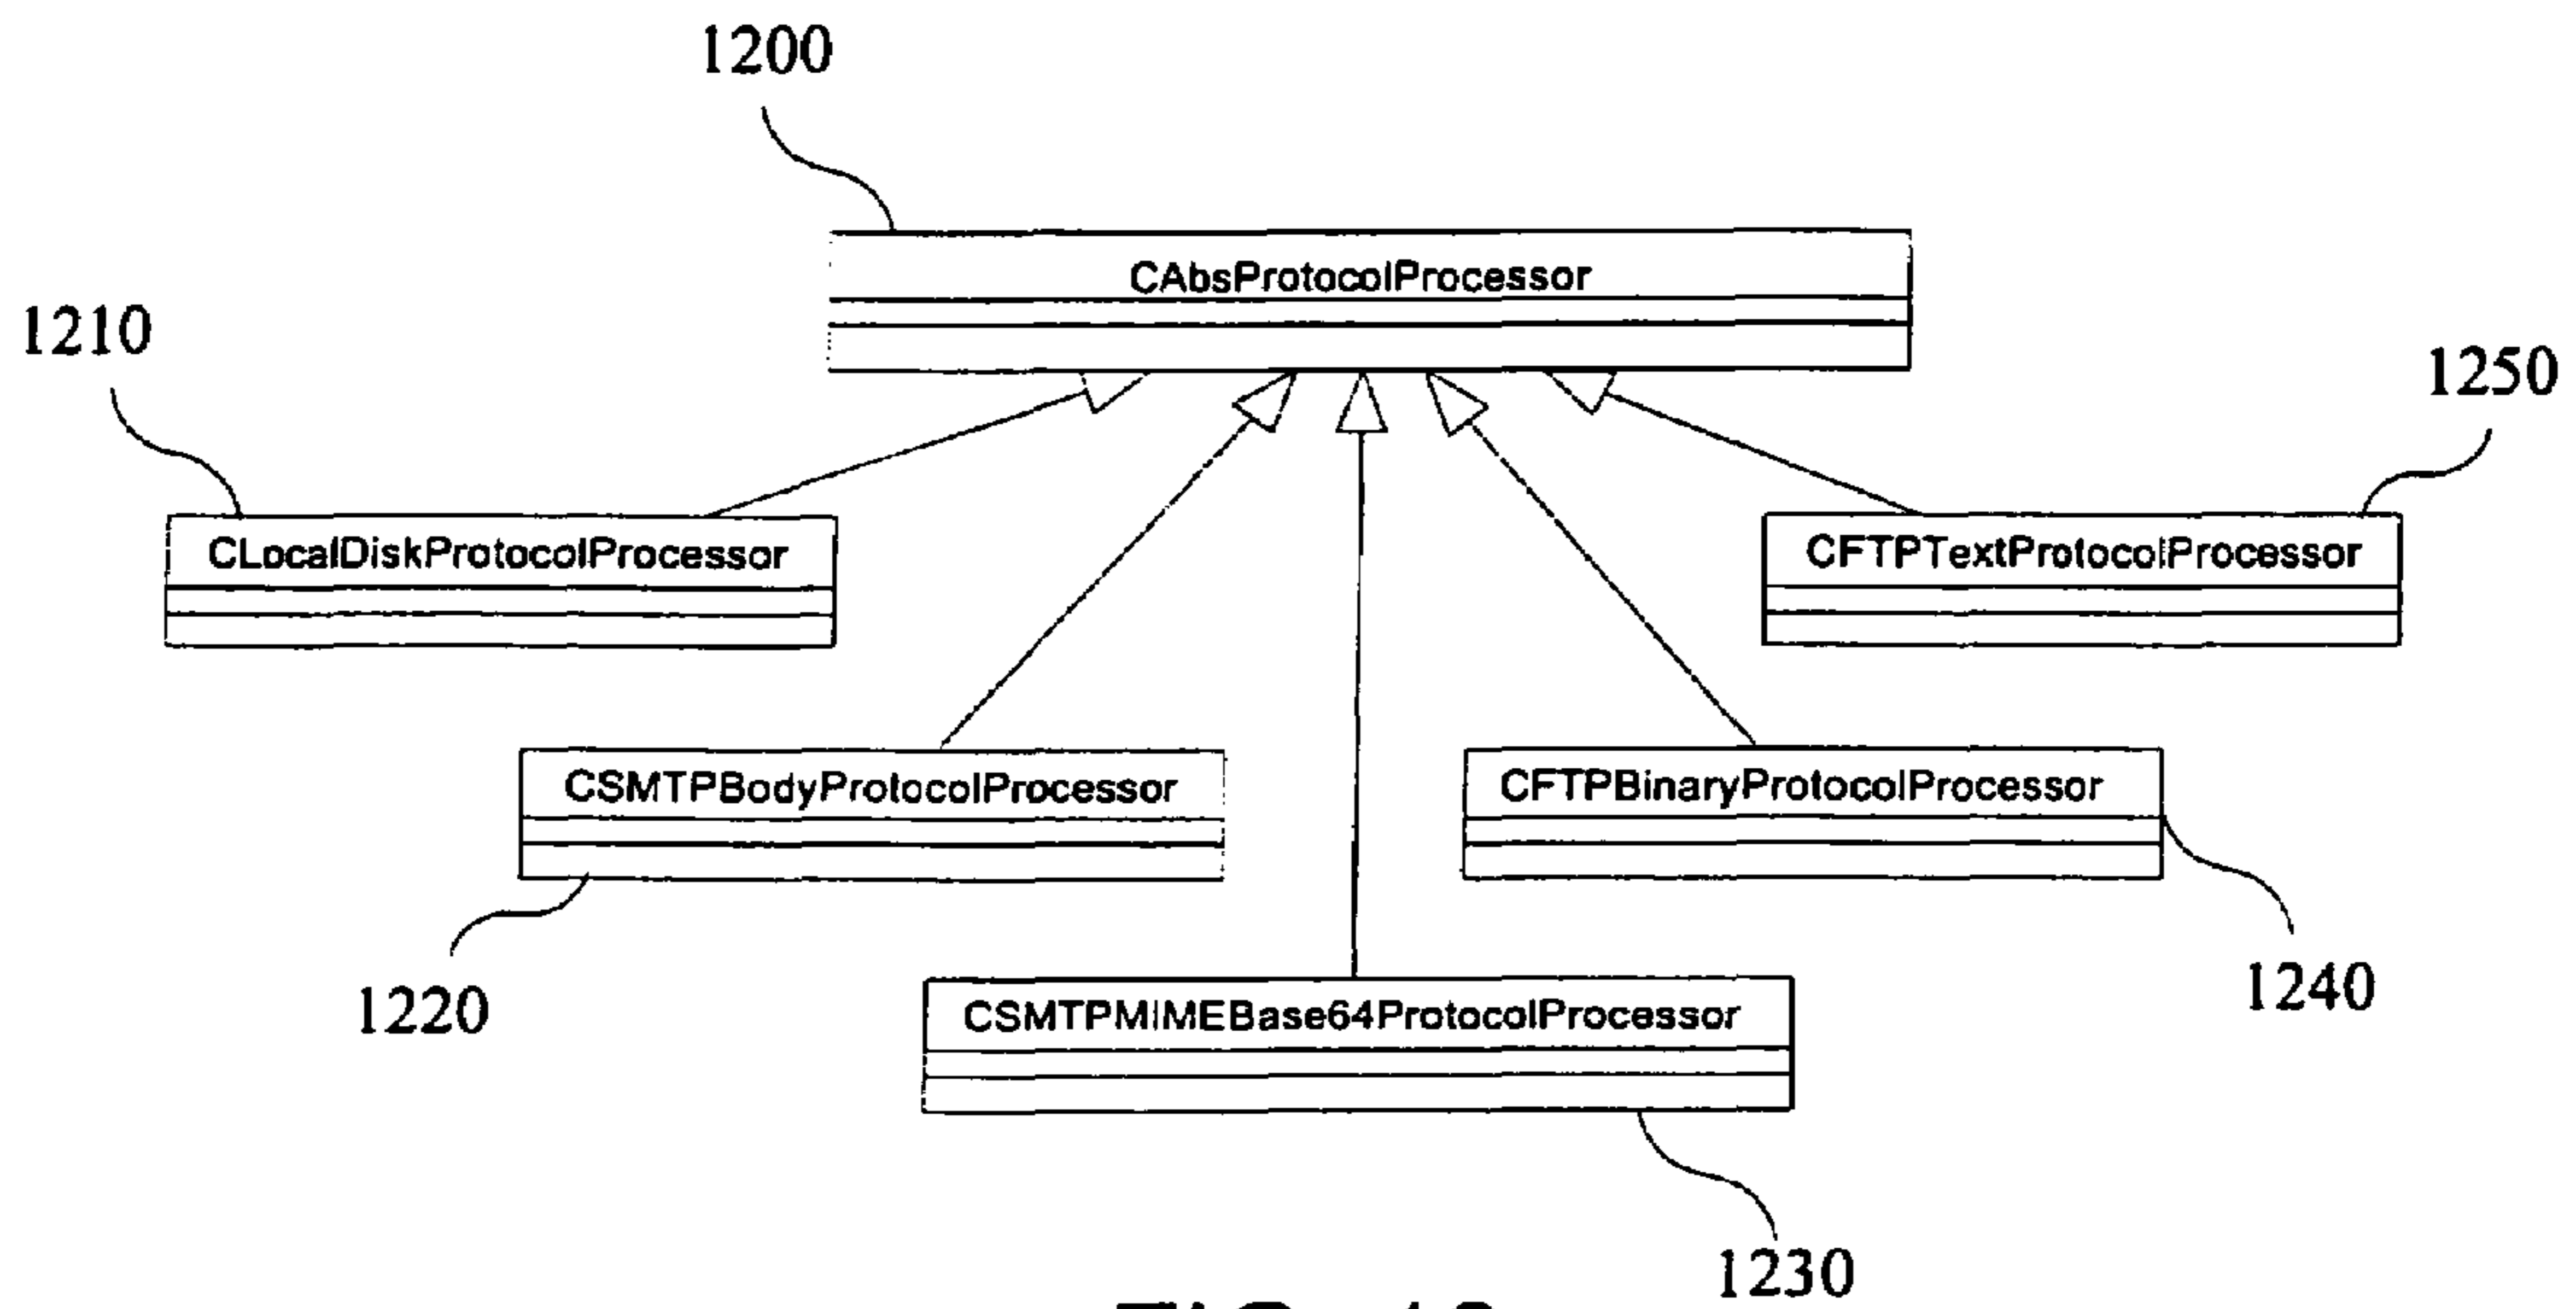 1200
CAbsProtocolProcessor
1210
1250
CLocalDiskProtocolProcessor
CFTPTextProtocolProcessor
CSMTPBodyProtocolProcessor
CFTPBinaryProtocolProcessor
1220
1240
CSMTPMIMEBase64ProtocolProcessor
1230